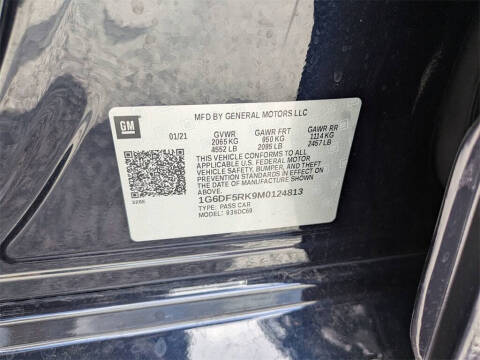 MFD BY GENERAL MOTORS LLC
GM
01/21 GVWR GAWR FRT GAWR RR
2065 KG 950 KG 1114 KG
4552 LB 2095 LB 2457 LB
THIS VEHICLE CONFORMS TO ALL
APPLICABLE U.S. FEDERAL MOTOR
VEHICLE SAFETY, BUMPER, AND THEFT
PREVENTION STANDARDS IN EFFECT
ON THE DATE OF MANUFACTURE
SHOWN ABOVE.
1G6DF5RK9M0124813
TYPE: PASS CAR